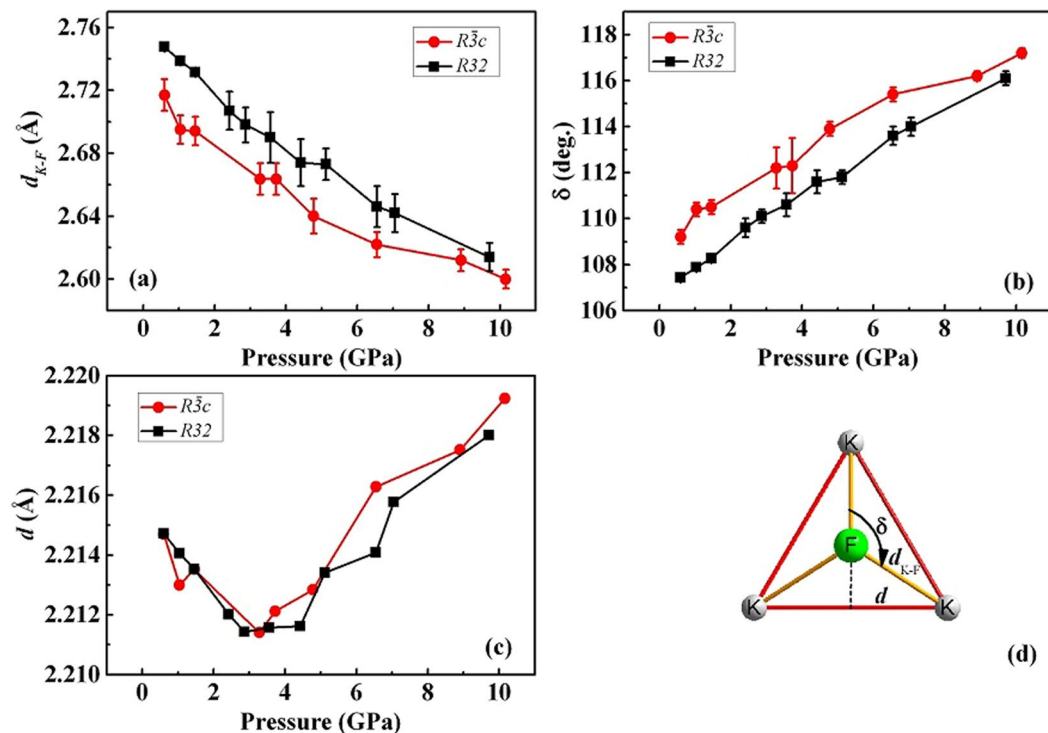 2.76
2.72
2.68
2.64
2.60
d_{K-F} (Å)
R3̄c
R32
(a)
0 2 4 6 8 10
Pressure (GPa)
118
116
114
112
110
108
106
δ (deg.)
R3̄c
R32
(b)
0 2 4 6 8 10
Pressure (GPa)
2.220
2.218
2.216
2.214
2.212
2.210
d (Å)
R3̄c
R32
(c)
0 2 4 6 8 10
Pressure (GPa)
K
δ
F
d_{K-F}
d
K K
(d)